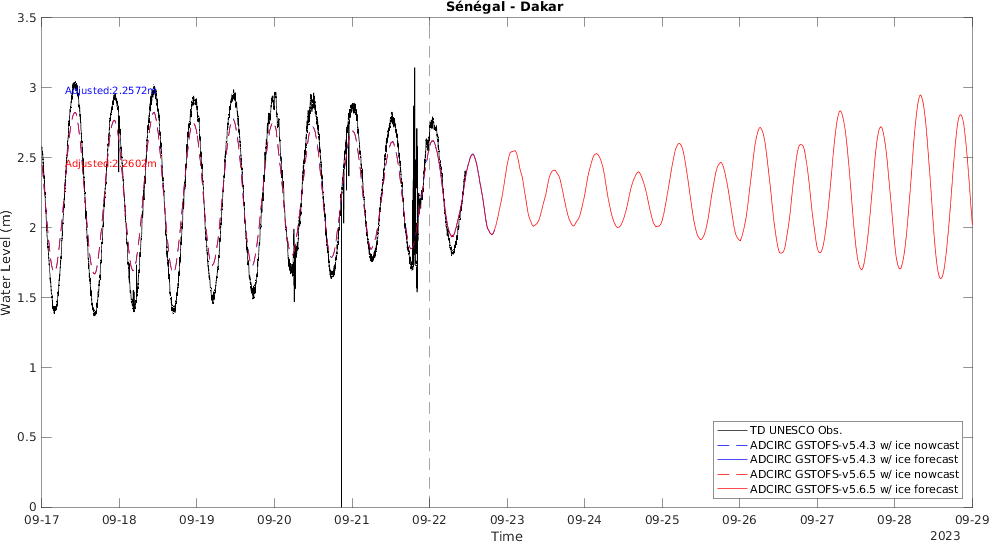 Sénégal - Dakar
3.5
3
2.5
2
1.5
1
0.5
0
Water Level (m)
Adjusted:2.2572m
Adjusted:2.2602m
TD UNESCO Obs.
ADCIRC GSTOFS-v5.4.3 w/ ice nowcast
ADCIRC GSTOFS-v5.4.3 w/ ice forecast
ADCIRC GSTOFS-v5.6.5 w/ ice nowcast
ADCIRC GSTOFS-v5.6.5 w/ ice forecast
09-17 09-18 09-19 09-20 09-21 09-22 09-23 09-24 09-25 09-26 09-27 09-28 09-29
Time
2023